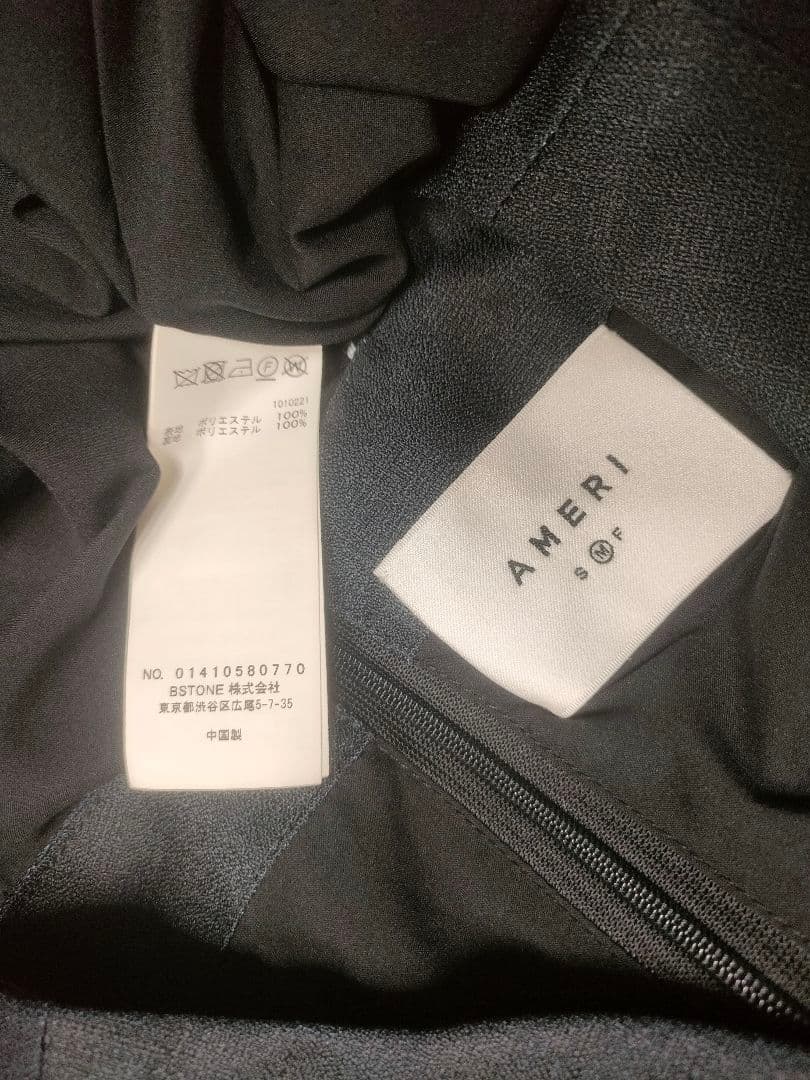 1010221
表地 ポリエステル 100%
裏地 ポリエステル 100%
NO. 01410580770
BSTONE 株式会社
東京都渋谷区広尾5-7-35
中国製
AMERI
S M F